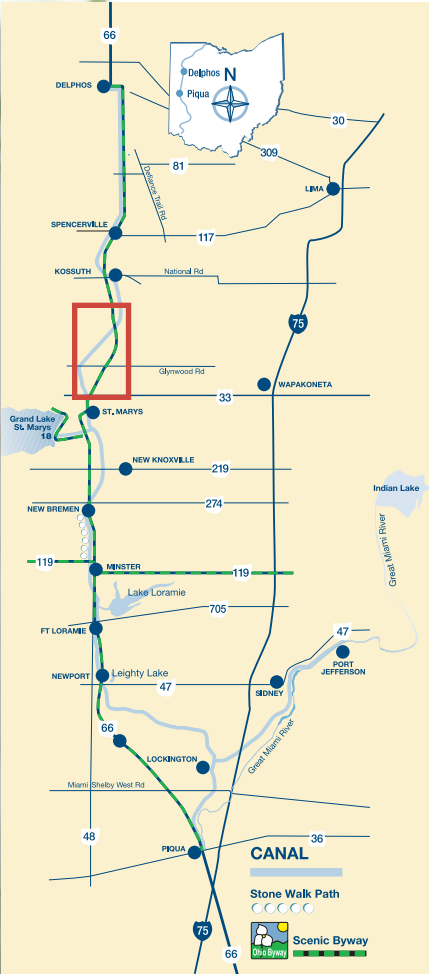 66
DELPHOS
Delphos
N
Piqua
30
309
81
Defiance Trail Rd
LIMA
SPENCERVILLE
117
KOSSUTH
National Rd
75
Glynwood Rd
WAPAKONETA
33
ST. MARYS
Grand Lake
St. Marys
18
NEW KNOXVILLE
219
Indian Lake
274
NEW BREMEN
Great Miami River
119
MINSTER
119
Lake Loramie
705
FT LORAMIE
47
PORT
JEFFERSON
NEWPORT
Leighty Lake
47
SIDNEY
66
Great Miami River
LOCKINGTON
Miami Shelby West Rd
48
36
PIQUA
CANAL
Stone Walk Path
75
Ohio Byway
Scenic Byway
66